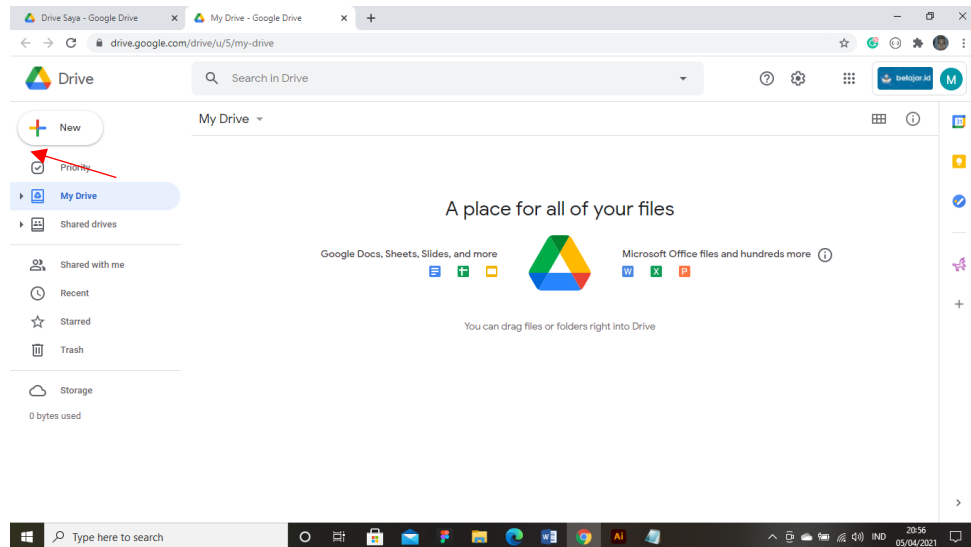 Drive Saya - Google Drive
My Drive - Google Drive
drive.google.com/drive/u/5/my-drive
Drive
Search in Drive
belajar.id
M
New
My Drive
31
Priority
My Drive
A place for all of your files
Shared drives
Google Docs, Sheets, Slides, and more
Microsoft Office files and hundreds more
W X P
Shared with me
Recent
Starred
You can drag files or folders right into Drive
Trash
Storage
0 bytes used
Type here to search
Ai
IND
20:56
05/04/2021